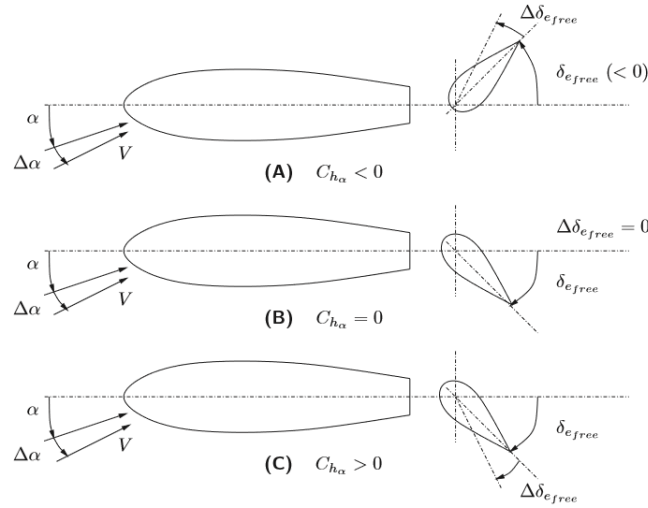 Δδ_{e_{free}}
δ_{e_{free}} (<0)
α
Δα
V
(A) C_{h_α} < 0
Δδ_{e_{free}} = 0
α
δ_{e_{free}}
Δα
V
(B) C_{h_α} = 0
α
δ_{e_{free}}
Δα
V
(C) C_{h_α} > 0
Δδ_{e_{free}}